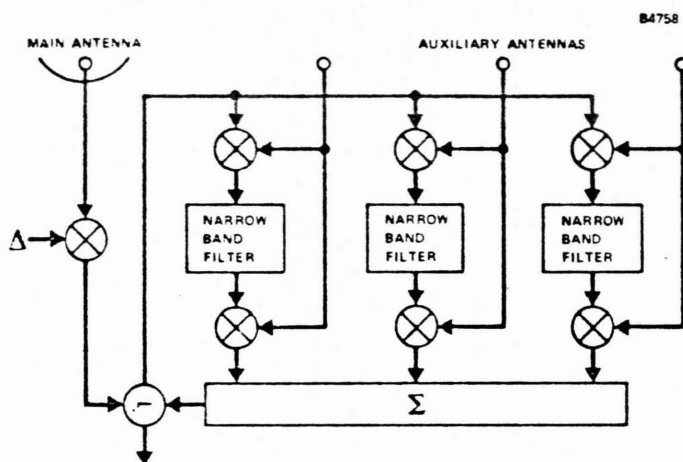 B4758
MAIN ANTENNA
AUXILIARY ANTENNAS
Δ
NARROW
BAND
FILTER
NARROW
BAND
FILTER
NARROW
BAND
FILTER
−
Σ